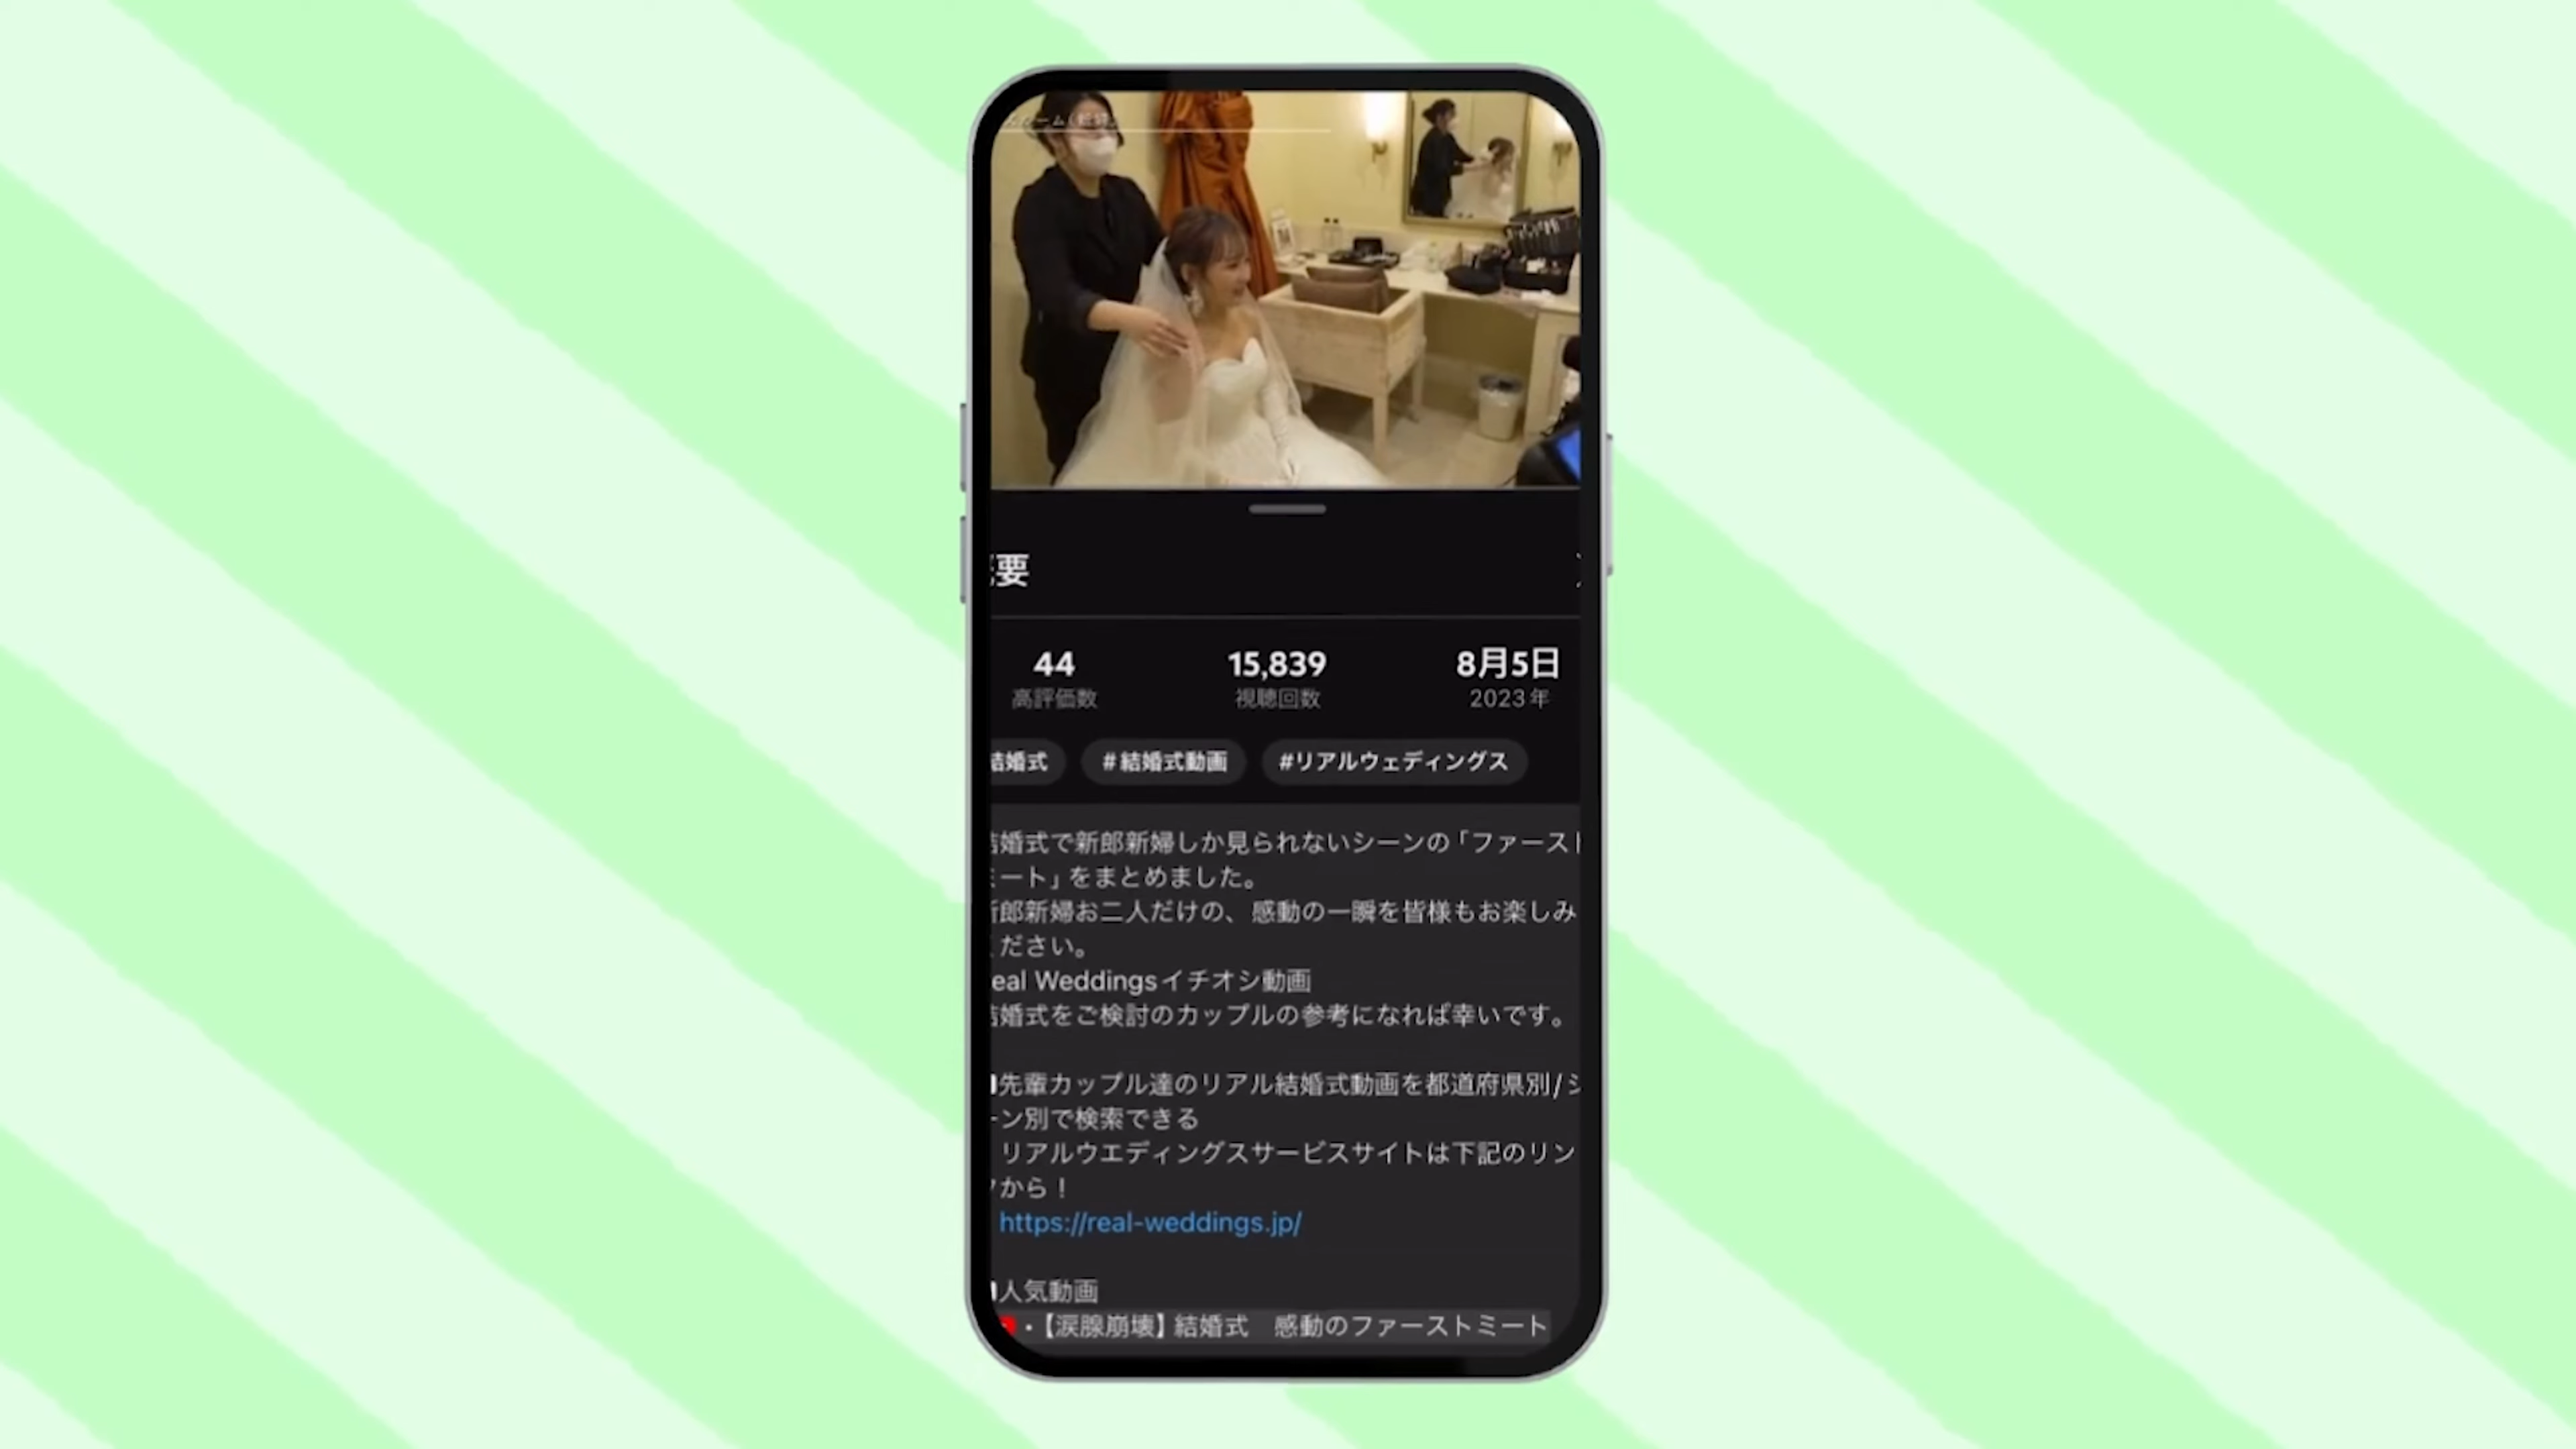 要
44
15,839
8月5日
高評価数
視聴回数
2023年
結婚式
#結婚式動画
#リアルウェディングス
結婚式で新郎新婦しか見られないシーンの「ファースト
ミート」をまとめました。
新郎新婦お二人だけの、感動の一瞬を皆様もお楽しみ
ください。
eal Weddingsイチオシ動画
結婚式をご検討のカップルの参考になれば幸いです。
先輩カップル達のリアル結婚式動画を都道府県別/シ
ーン別で検索できる
リアルウエディングスサービスサイトは下記のリン
クから！
https://real-weddings.jp/
人気動画
・【涙腺崩壊】結婚式　感動のファーストミート